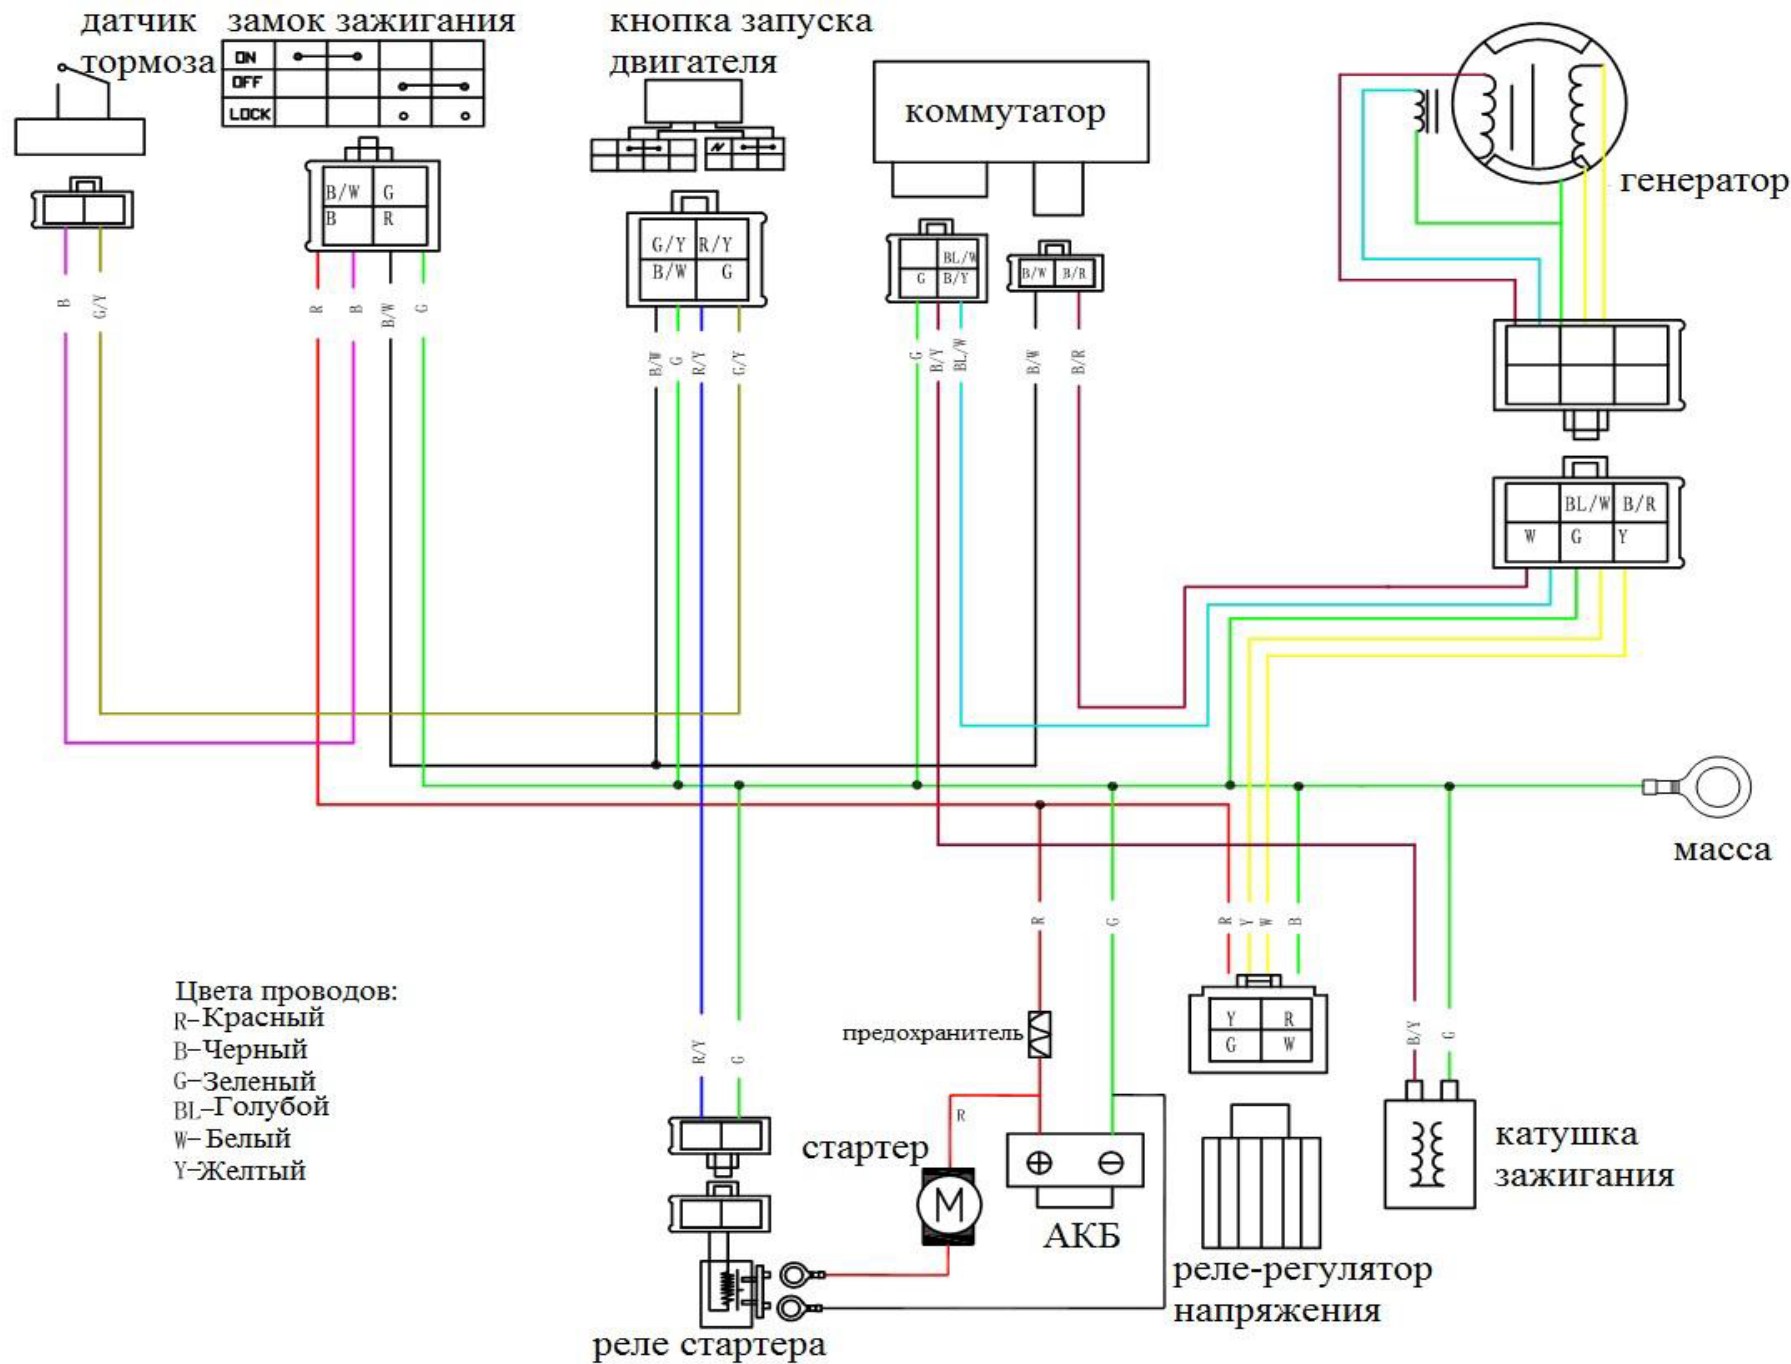 датчик
тормоза
замок зажигания
ON
OFF
LOCK
кнопка запуска
двигателя
N
коммутатор
генератор
B/W G
B R
G/Y R/Y
B/W G
BL/W
G B/Y
B/W B/R
B
G/Y
R
B
B/W
G
B/W
G
R/Y
G/Y
G
B/Y
BL/W
B/W
B/R
BL/W B/R
W G Y
масса
R
G
R
Y
W
B
Цвета проводов:
R-Красный
B-Черный
G-Зеленый
BL-Голубой
W-Белый
Y-Желтый
R/Y
G
предохранитель
R
Y R
G W
B/Y
G
стартер
M
АКБ
катушка
зажигания
реле-регулятор
напряжения
реле стартера